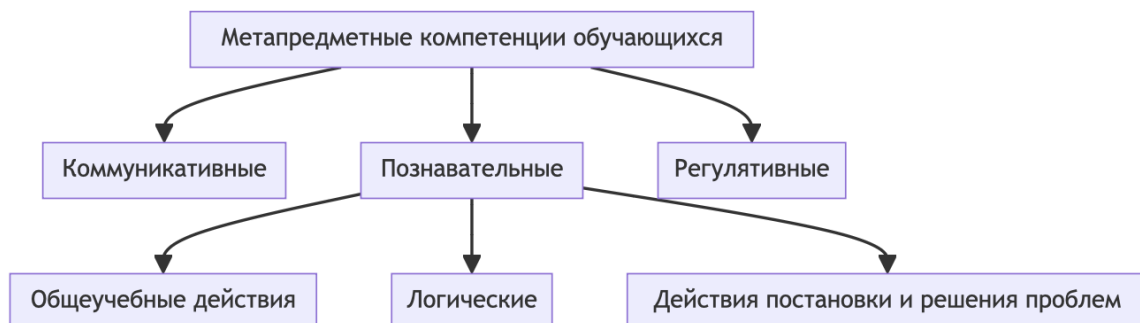 Метапредметные компетенции обучающихся
Коммуникативные
Познавательные
Регулятивные
Общеучебные действия
Логические
Действия постановки и решения проблем